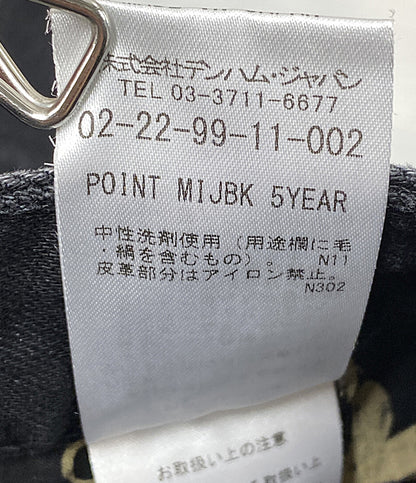 株式会社デンハム・ジャパン
TEL 03-3711-6677
02-22-99-11-002
POINT MIJBK 5YEAR
中性洗剤使用(用途欄に毛
・絹を含むもの)。 N11
皮革部分はアイロン禁止。
N302
お取扱い上の注意